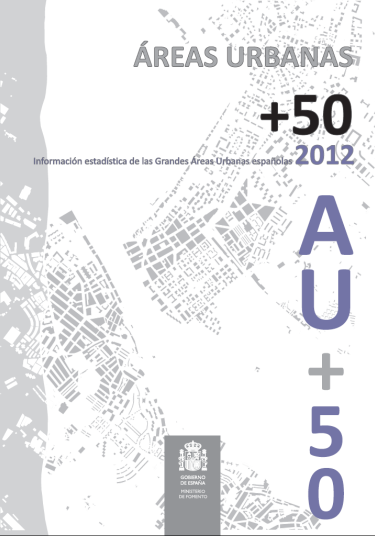 ÁREAS URBANAS
+50
Información estadística de las Grandes Áreas Urbanas españolas 2012
A
U
+
5
0
GOBIERNO
DE ESPAÑA
MINISTERIO
DE FOMENTO